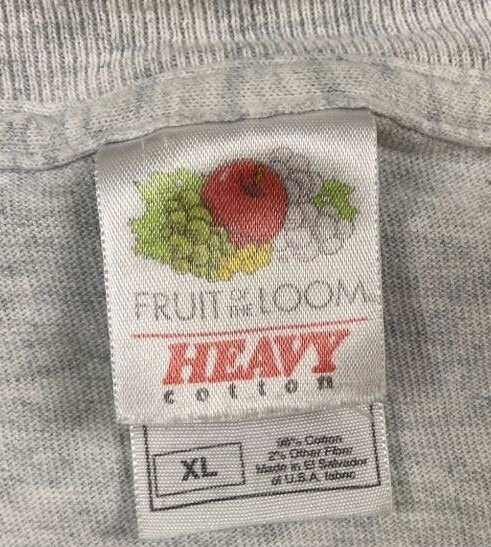 FRUIT OF THE LOOM
HEAVY
cotton
XL
98% Cotton
2% Other Fiber
Made in El Salvador
of U.S.A. fabric